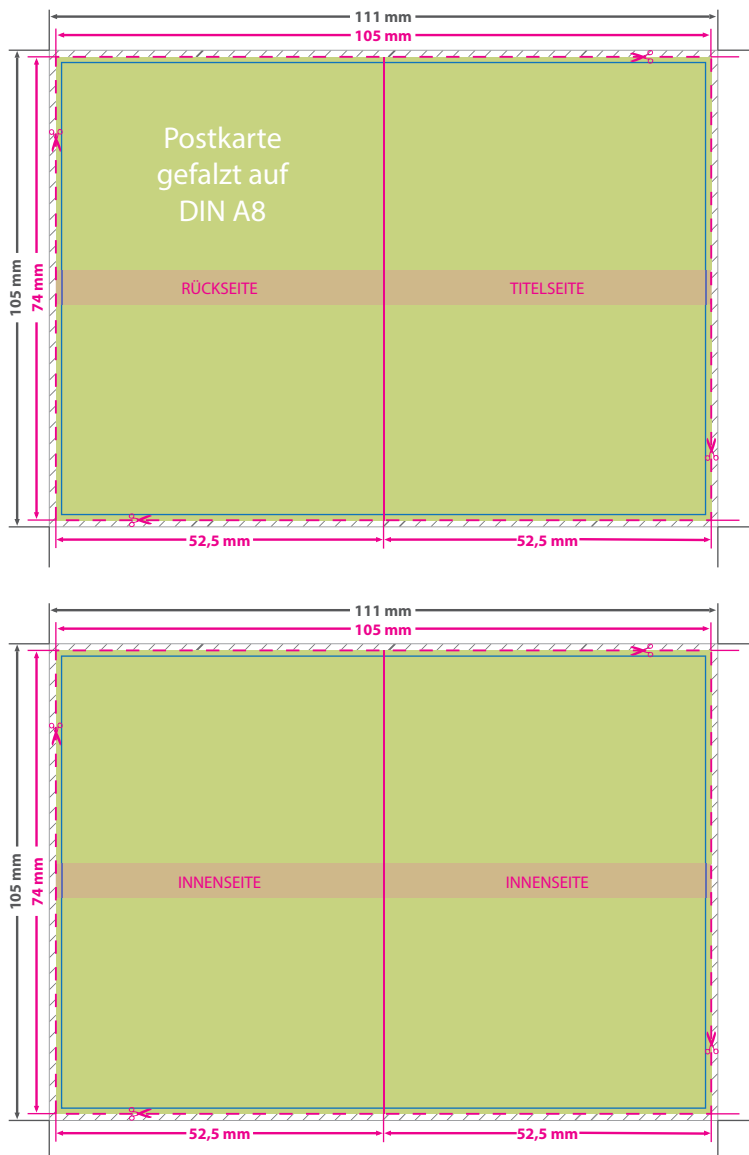 111 mm
105 mm
Postkarte
gefalzt auf
DIN A8
105 mm
74 mm
RÜCKSEITE
TITELSEITE
52,5 mm
52,5 mm
111 mm
105 mm
105 mm
74 mm
INNENSEITE
INNENSEITE
52,5 mm
52,5 mm